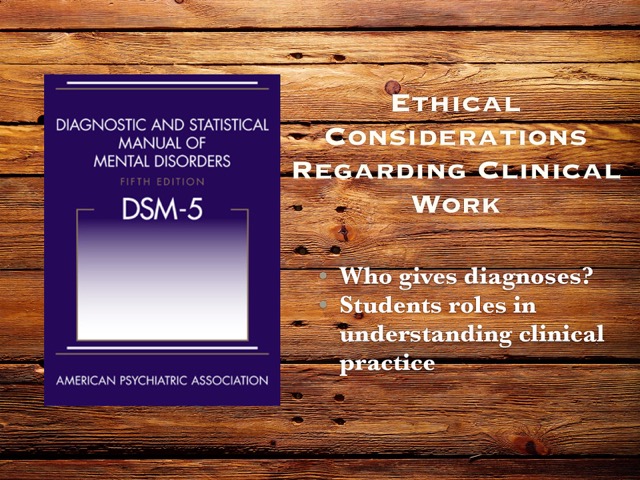 DIAGNOSTIC AND STATISTICAL
MANUAL OF
MENTAL DISORDERS
FIFTH EDITION
DSM-5
AMERICAN PSYCHIATRIC ASSOCIATION
ETHICAL
CONSIDERATIONS
REGARDING CLINICAL
WORK
• Who gives diagnoses?
• Students roles in
understanding clinical
practice